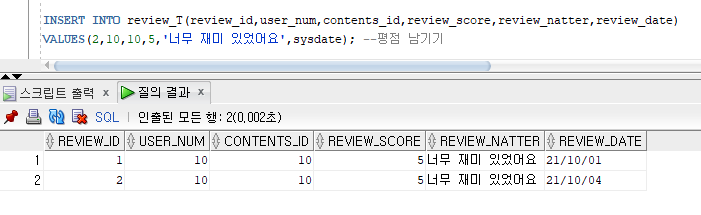 INSERT INTO review_T(review_id,user_num,contents_id,review_score,review_natter,review_date)
VALUES(2,10,10,5,'너무 재미 있었어요',sysdate); --평점 남기기
스크립트 출력 x 질의 결과 x
SQL | 인출된 모든 행: 2(0,002초)
REVIEW_ID USER_NUM CONTENTS_ID REVIEW_SCORE REVIEW_NATTER REVIEW_DATE
1 1 10 10 5 너무 재미 있었어요 21/10/01
2 2 10 10 5 너무 재미 있었어요 21/10/04